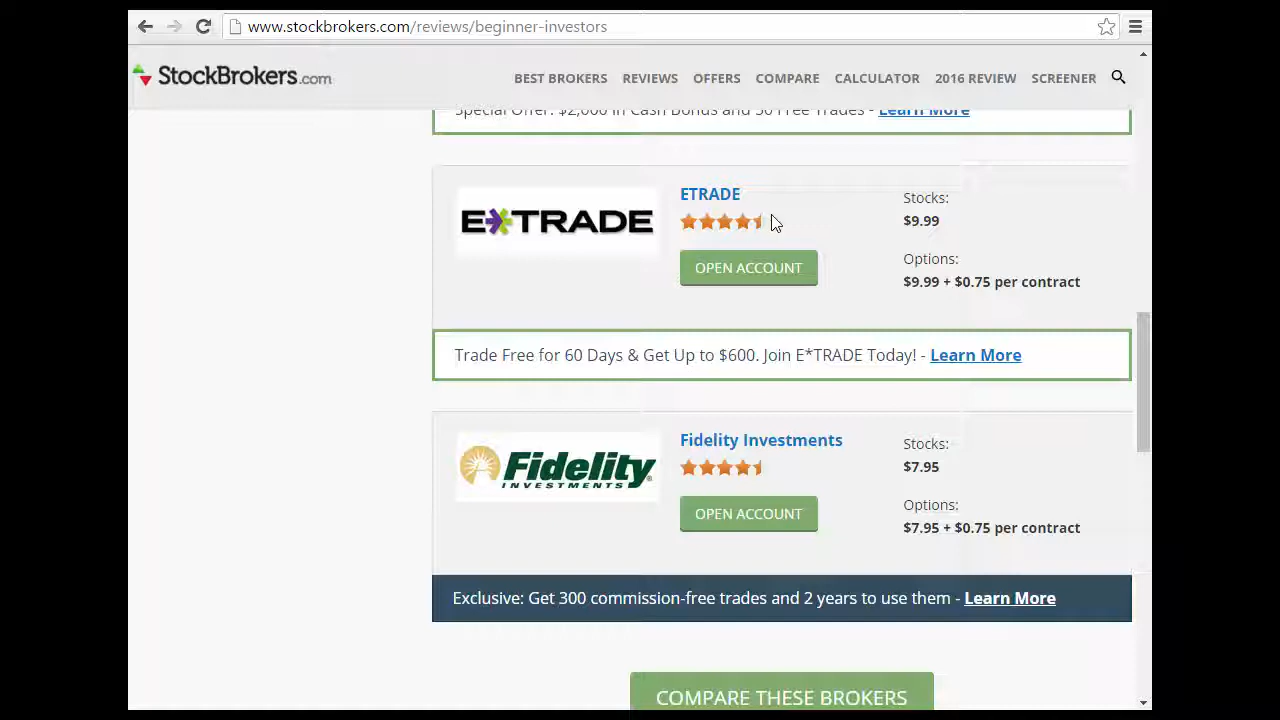 www.stockbrokers.com/reviews/beginner-investors
StockBrokers.com
BEST BROKERS REVIEWS OFFERS COMPARE CALCULATOR 2016 REVIEW SCREENER
Special Offer: $2,000 in Cash Bonus and 50 Free Trades - Learn More
E*TRADE
ETRADE
OPEN ACCOUNT
Stocks:
$9.99
Options:
$9.99 + $0.75 per contract
Trade Free for 60 Days & Get Up to $600. Join E*TRADE Today! - Learn More
Fidelity
INVESTMENTS
Fidelity Investments
OPEN ACCOUNT
Stocks:
$7.95
Options:
$7.95 + $0.75 per contract
Exclusive: Get 300 commission-free trades and 2 years to use them - Learn More
COMPARE THESE BROKERS